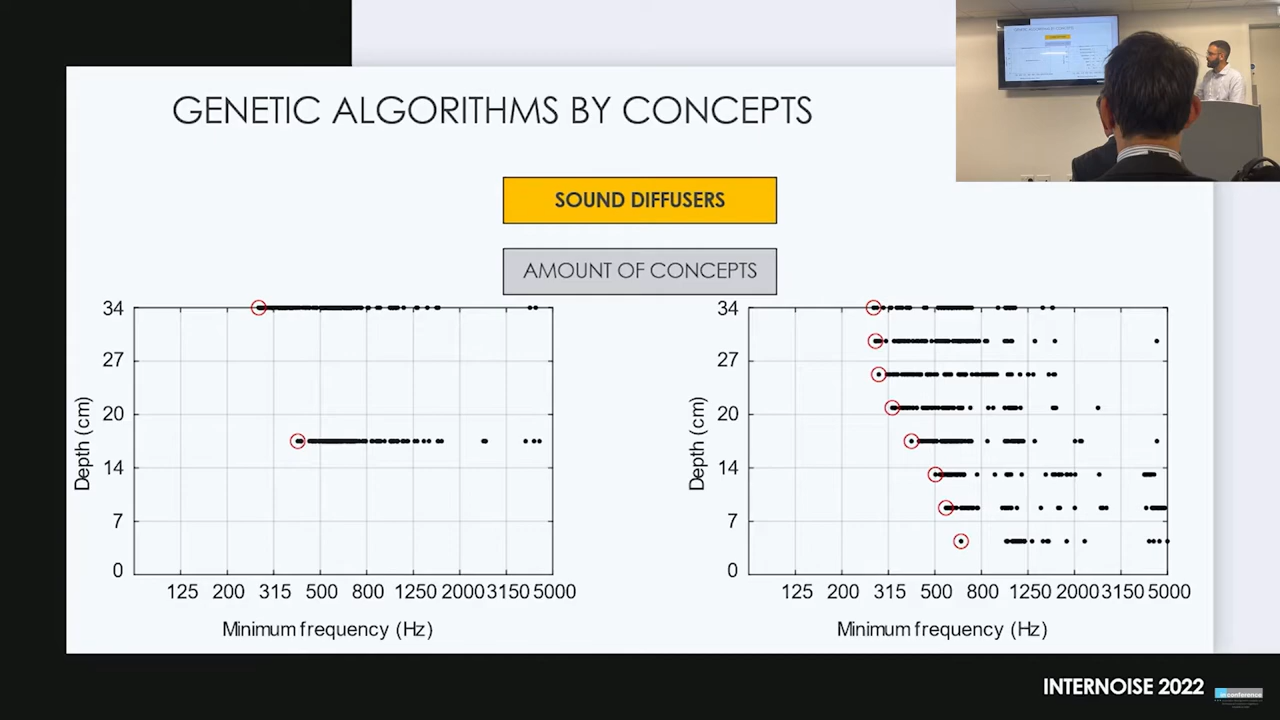 GENETIC ALGORITHMS BY CONCEPTS
SOUND DIFFUSERS
AMOUNT OF CONCEPTS
34
27
20
14
7
0
Depth (cm)
125 200 315 500 800 1250 2000 3150 5000
Minimum frequency (Hz)
34
27
20
14
7
0
Depth (cm)
125 200 315 500 800 1250 2000 3150 5000
Minimum frequency (Hz)
INTERNOISE 2022